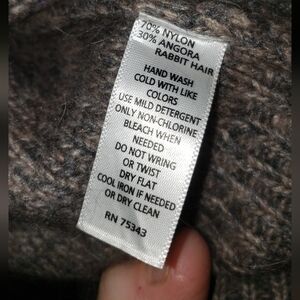 70% NYLON
30% ANGORA
RABBIT HAIR
HAND WASH
COLD WITH LIKE
COLORS
USE MILD DETERGENT
ONLY NON-CHLORINE
BLEACH WHEN
NEEDED
DO NOT WRING
OR TWIST
DRY FLAT
COOL IRON IF NEEDED
OR DRY CLEAN
RN 75343